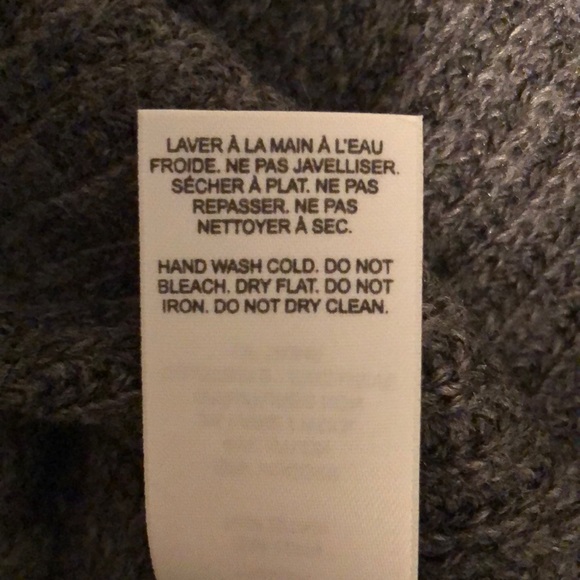 LAVER À LA MAIN À L'EAU
FROIDE. NE PAS JAVELLISER.
SÉCHER À PLAT. NE PAS
REPASSER. NE PAS
NETTOYER À SEC.
HAND WASH COLD. DO NOT
BLEACH. DRY FLAT. DO NOT
IRON. DO NOT DRY CLEAN.